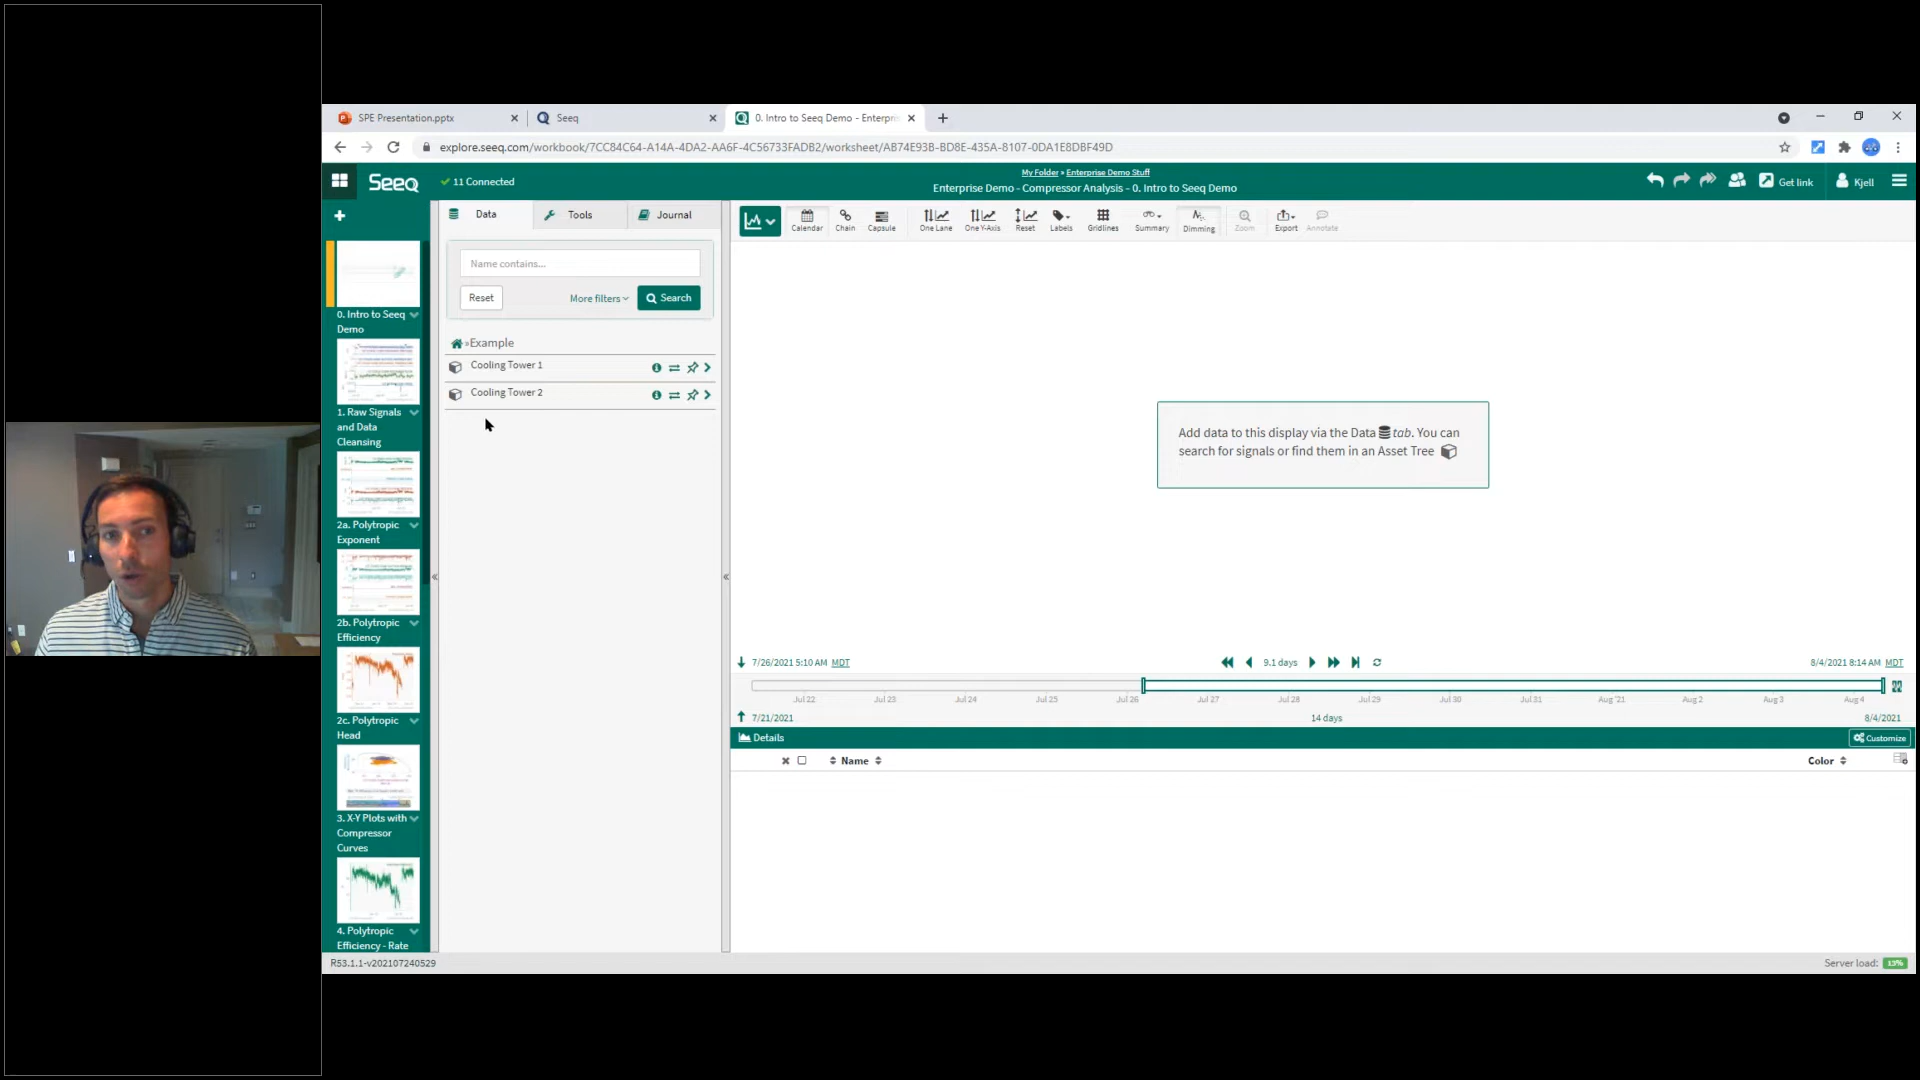 SPE Presentation.pptx
Seeq
0. Intro to Seeq Demo - Enterpri
explore.seeq.com/workbook/7CC84C64-A14A-4DA2-AA6F-4C56733FADB2/worksheet/AB74E93B-BD8E-435A-8107-0DA1E8DBF49D
Seeq
11 Connected
My Folder » Enterprise Demo Stuff
Enterprise Demo - Compressor Analysis - 0. Intro to Seeq Demo
Get link
Kjell
Data
Tools
Journal
Calendar
Chain
Capsule
One Lane
One Y-Axis
Reset
Labels
Gridlines
Summary
Dimming
Zoom
Export
Annotate
Name contains...
Reset
More filters
Search
»Example
Cooling Tower 1
Cooling Tower 2
0. Intro to Seeq
Demo
1. Raw Signals
and Data
Cleansing
2a. Polytropic
Exponent
2b. Polytropic
Efficiency
2c. Polytropic
Head
3. X-Y Plots with
Compressor
Curves
4. Polytropic
Efficiency - Rate
Add data to this display via the Data tab. You can
search for signals or find them in an Asset Tree
7/26/2021 5:10 AM MDT
9.1 days
8/4/2021 8:14 AM MDT
Jul 22
Jul 23
Jul 24
Jul 25
Jul 26
Jul 27
Jul 28
Jul 29
Jul 30
Jul 31
Aug '21
Aug 2
Aug 3
Aug 4
7/21/2021
14 days
8/4/2021
Details
Customize
Name
Color
R53.1.1-v202107240529
Server load: 13%